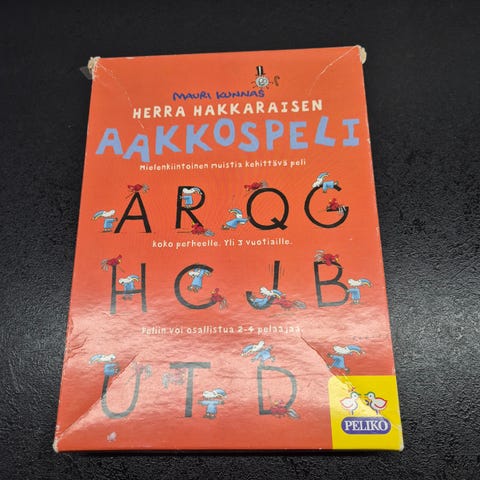 MAURI KUNNAS
HERRA HAKKARAISEN
AAKKOSPELI
Mielenkiintoinen muistia kehittävä peli
A R Q G
koko perheelle. Yli 3 vuotiaille.
H C J B
Peliin voi osallistua 2-4 pelaajaa.
U T D
PELIKO